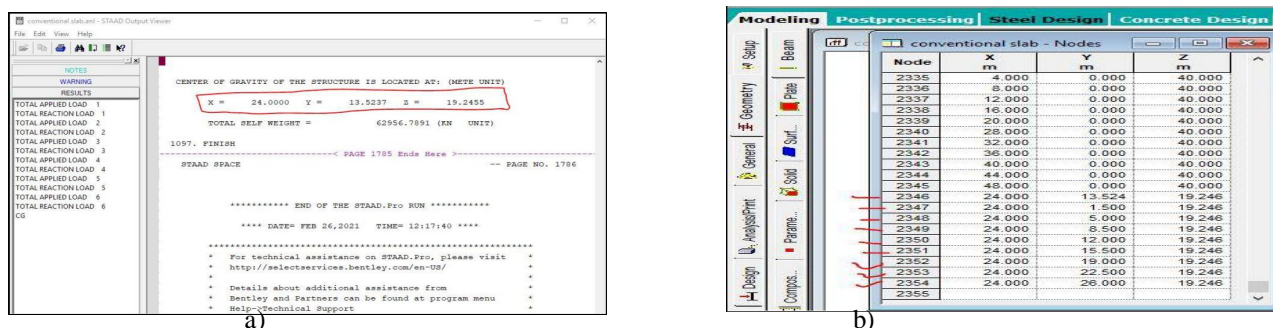 conventional slab.anl - STAAD Output Viewer
File Edit View Help
NOTES
WARNING
RESULTS
TOTAL APPLIED LOAD 1
TOTAL REACTION LOAD 1
TOTAL APPLIED LOAD 2
TOTAL REACTION LOAD 2
TOTAL APPLIED LOAD 3
TOTAL REACTION LOAD 3
TOTAL APPLIED LOAD 4
TOTAL REACTION LOAD 4
TOTAL APPLIED LOAD 5
TOTAL REACTION LOAD 5
TOTAL APPLIED LOAD 6
TOTAL REACTION LOAD 6
CG
CENTER OF GRAVITY OF THE STRUCTURE IS LOCATED AT: (METE UNIT)
X = 24.0000 Y = 13.5237 Z = 19.2455
TOTAL SELF WEIGHT = 62956.7891 (KN UNIT)
1097. FINISH
< PAGE 1785 Ends Here >
STAAD SPACE -- PAGE NO. 1786
*********** END OF THE STAAD.Pro RUN ***********
**** DATE= FEB 26,2021 TIME= 12:17:40 ****
* For technical assistance on STAAD.Pro, please visit *
* http://selectservices.bentley.com/en-US/ *
* Details about additional assistance from *
* Bentley and Partners can be found at program menu *
* Help->Technical Support *
a)
Modeling Postprocessing Steel Design Concrete Design
Setup
Geometry
General
Analysis/Print
Design
Beam
Plate
Surf...
Solid
Parame...
Compos...
conventional slab - Nodes
Node X m Y m Z m
2335 4.000 0.000 40.000
2336 8.000 0.000 40.000
2337 12.000 0.000 40.000
2338 16.000 0.000 40.000
2339 20.000 0.000 40.000
2340 28.000 0.000 40.000
2341 32.000 0.000 40.000
2342 36.000 0.000 40.000
2343 40.000 0.000 40.000
2344 44.000 0.000 40.000
2345 48.000 0.000 40.000
2346 24.000 13.524 19.246
2347 24.000 1.500 19.246
2348 24.000 5.000 19.246
2349 24.000 8.500 19.246
2350 24.000 12.000 19.246
2351 24.000 15.500 19.246
2352 24.000 19.000 19.246
2353 24.000 22.500 19.246
2354 24.000 26.000 19.246
2355
b)